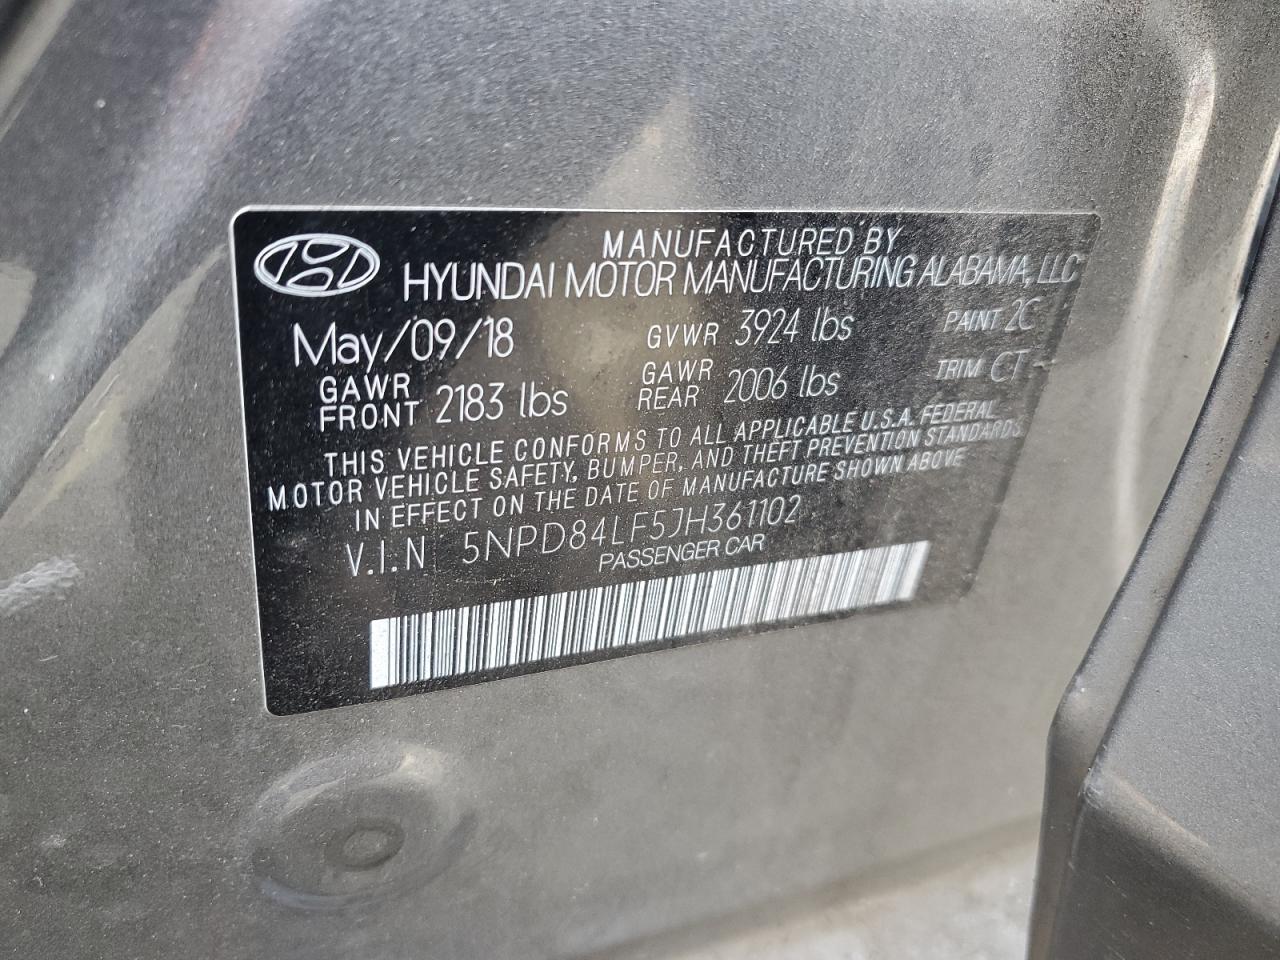 MANUFACTURED BY
HYUNDAI MOTOR MANUFACTURING ALABAMA, LLC
May/09/18 GVWR 3924 lbs PAINT 2C
GAWR FRONT 2183 lbs GAWR REAR 2006 lbs TRIM CT-
THIS VEHICLE CONFORMS TO ALL APPLICABLE U.S.A. FEDERAL
MOTOR VEHICLE SAFETY, BUMPER, AND THEFT PREVENTION STANDARDS
IN EFFECT ON THE DATE OF MANUFACTURE SHOWN ABOVE
V.I.N 5NPD84LF5JH361102
PASSENGER CAR